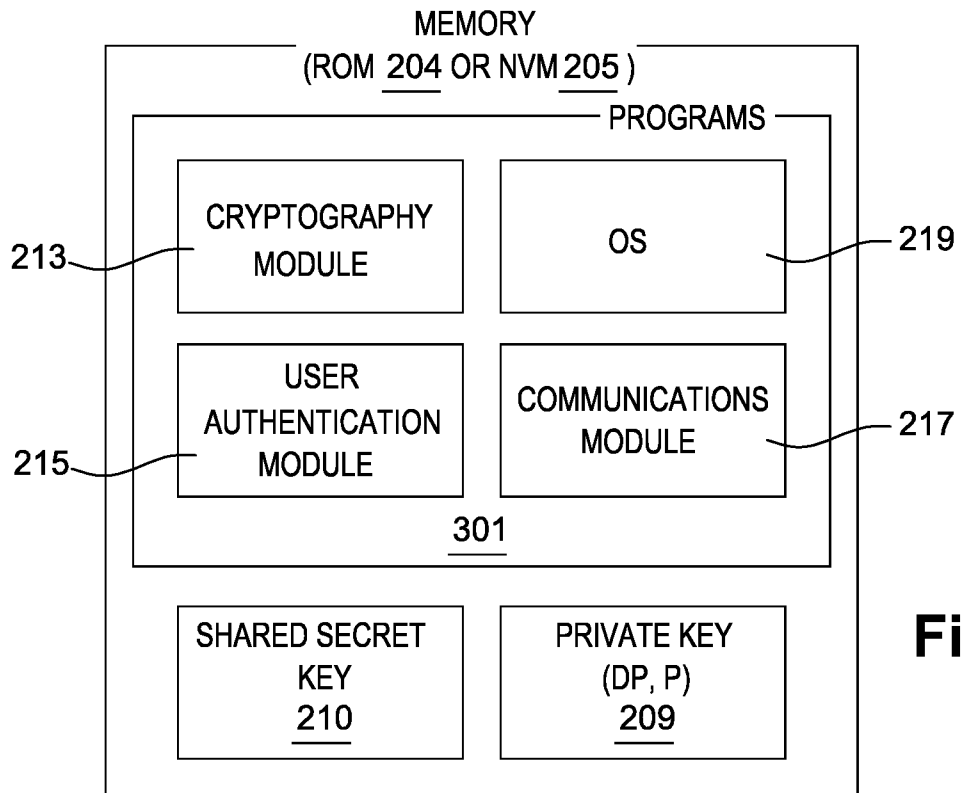 MEMORY
(ROM 204 OR NVM 205)
PROGRAMS
CRYPTOGRAPHY
MODULE
213
OS
219
USER
AUTHENTICATION
MODULE
215
COMMUNICATIONS
MODULE
217
301
SHARED SECRET
KEY
210
PRIVATE KEY
(DP, P)
209
Fi